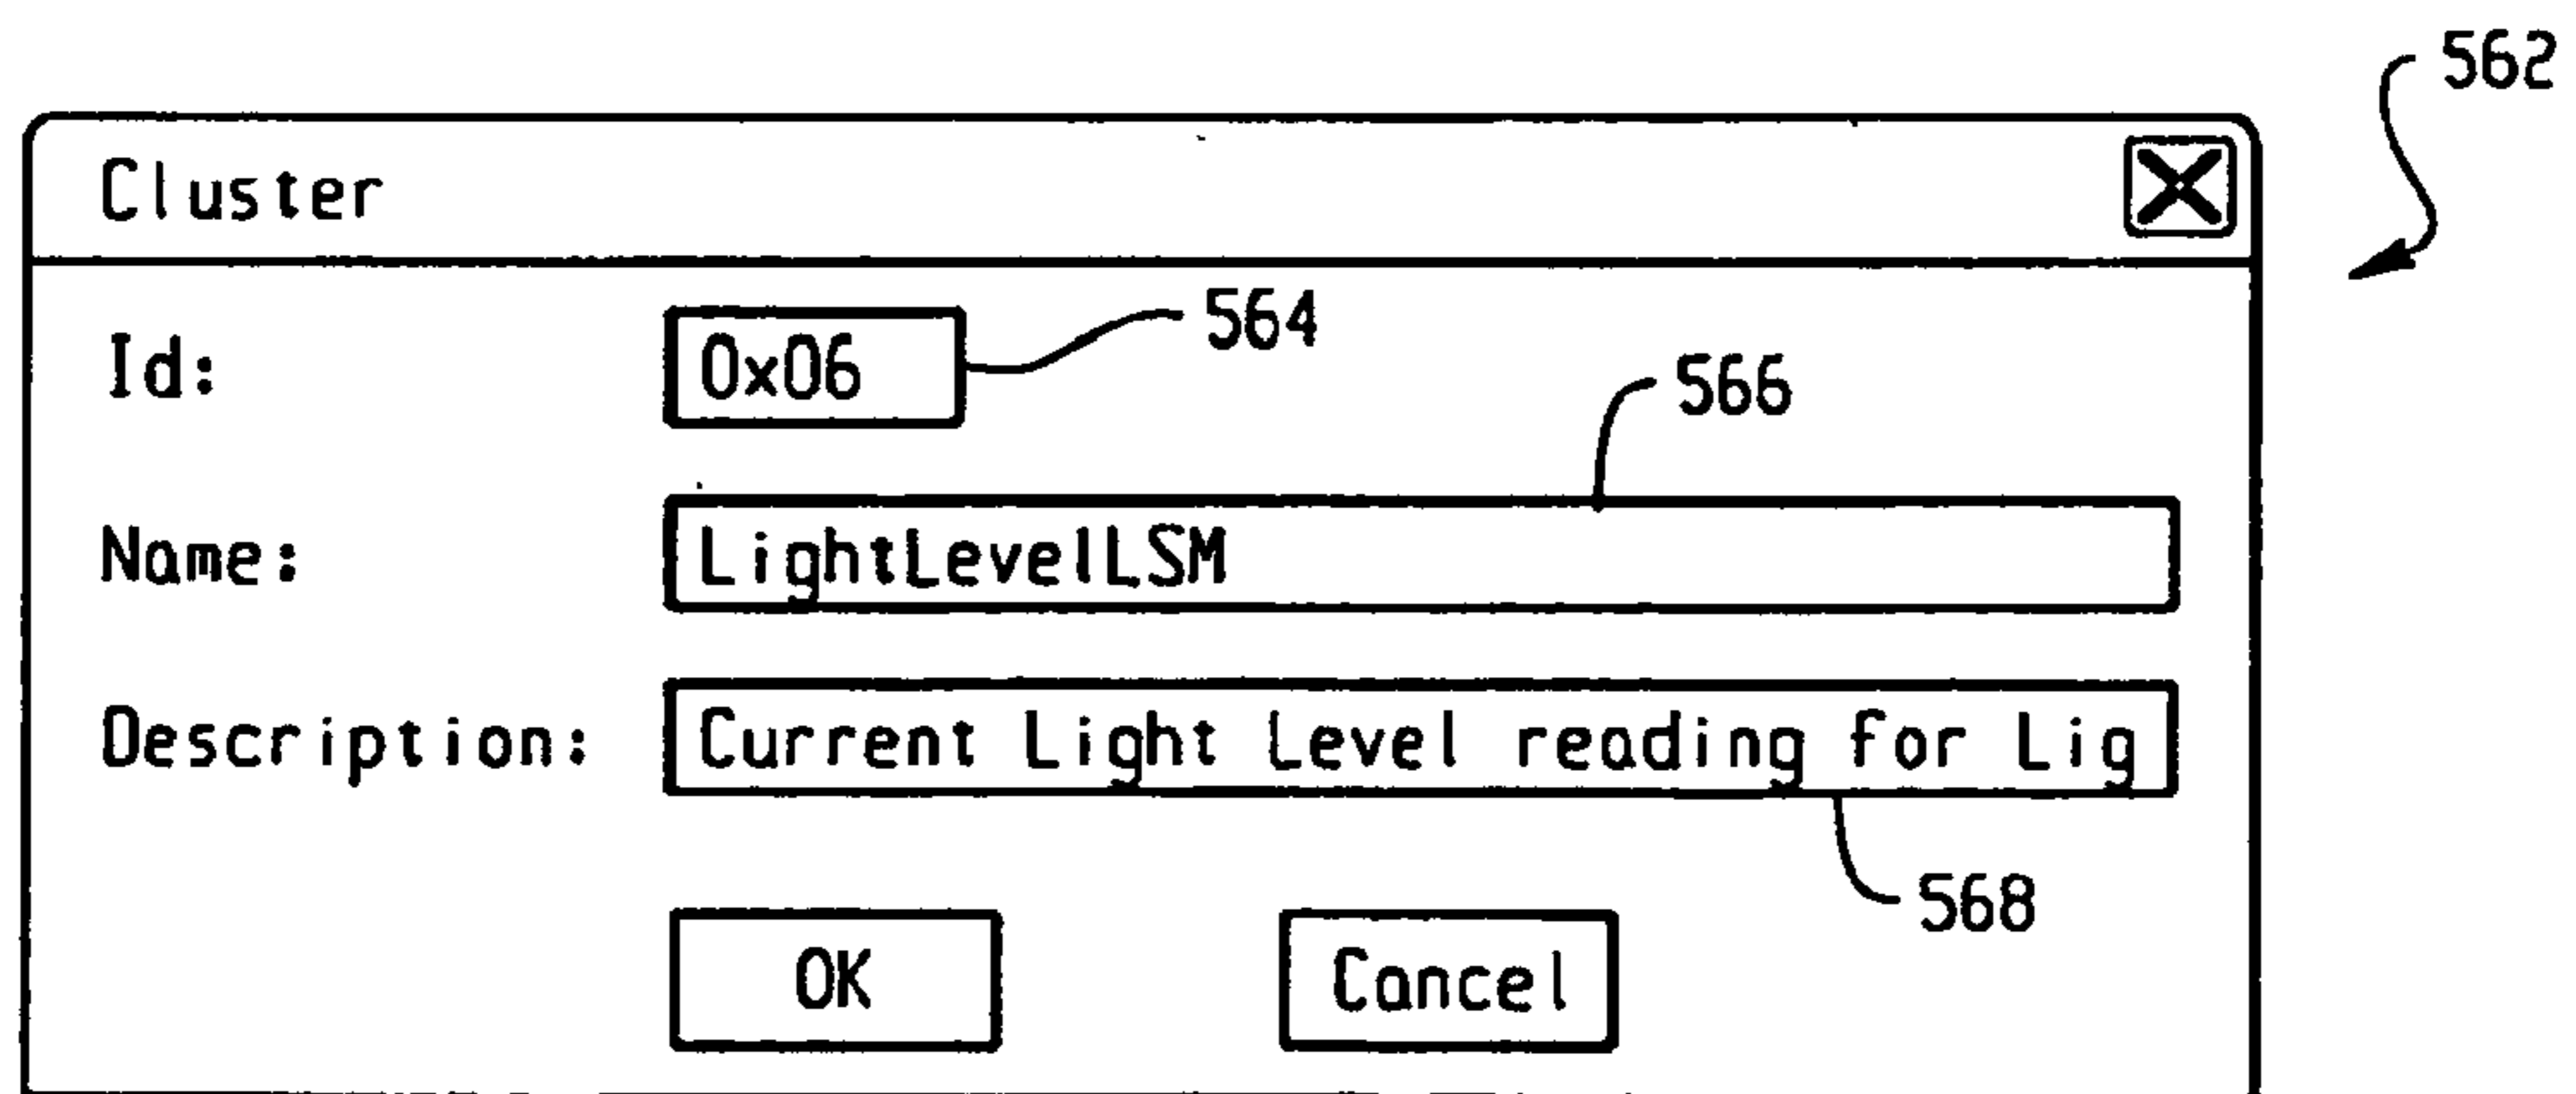 562
Cluster
Id: 0x06 564
566
Name: LightLevelLSM
Description: Current Light Level reading for Lig
568
OK Cancel